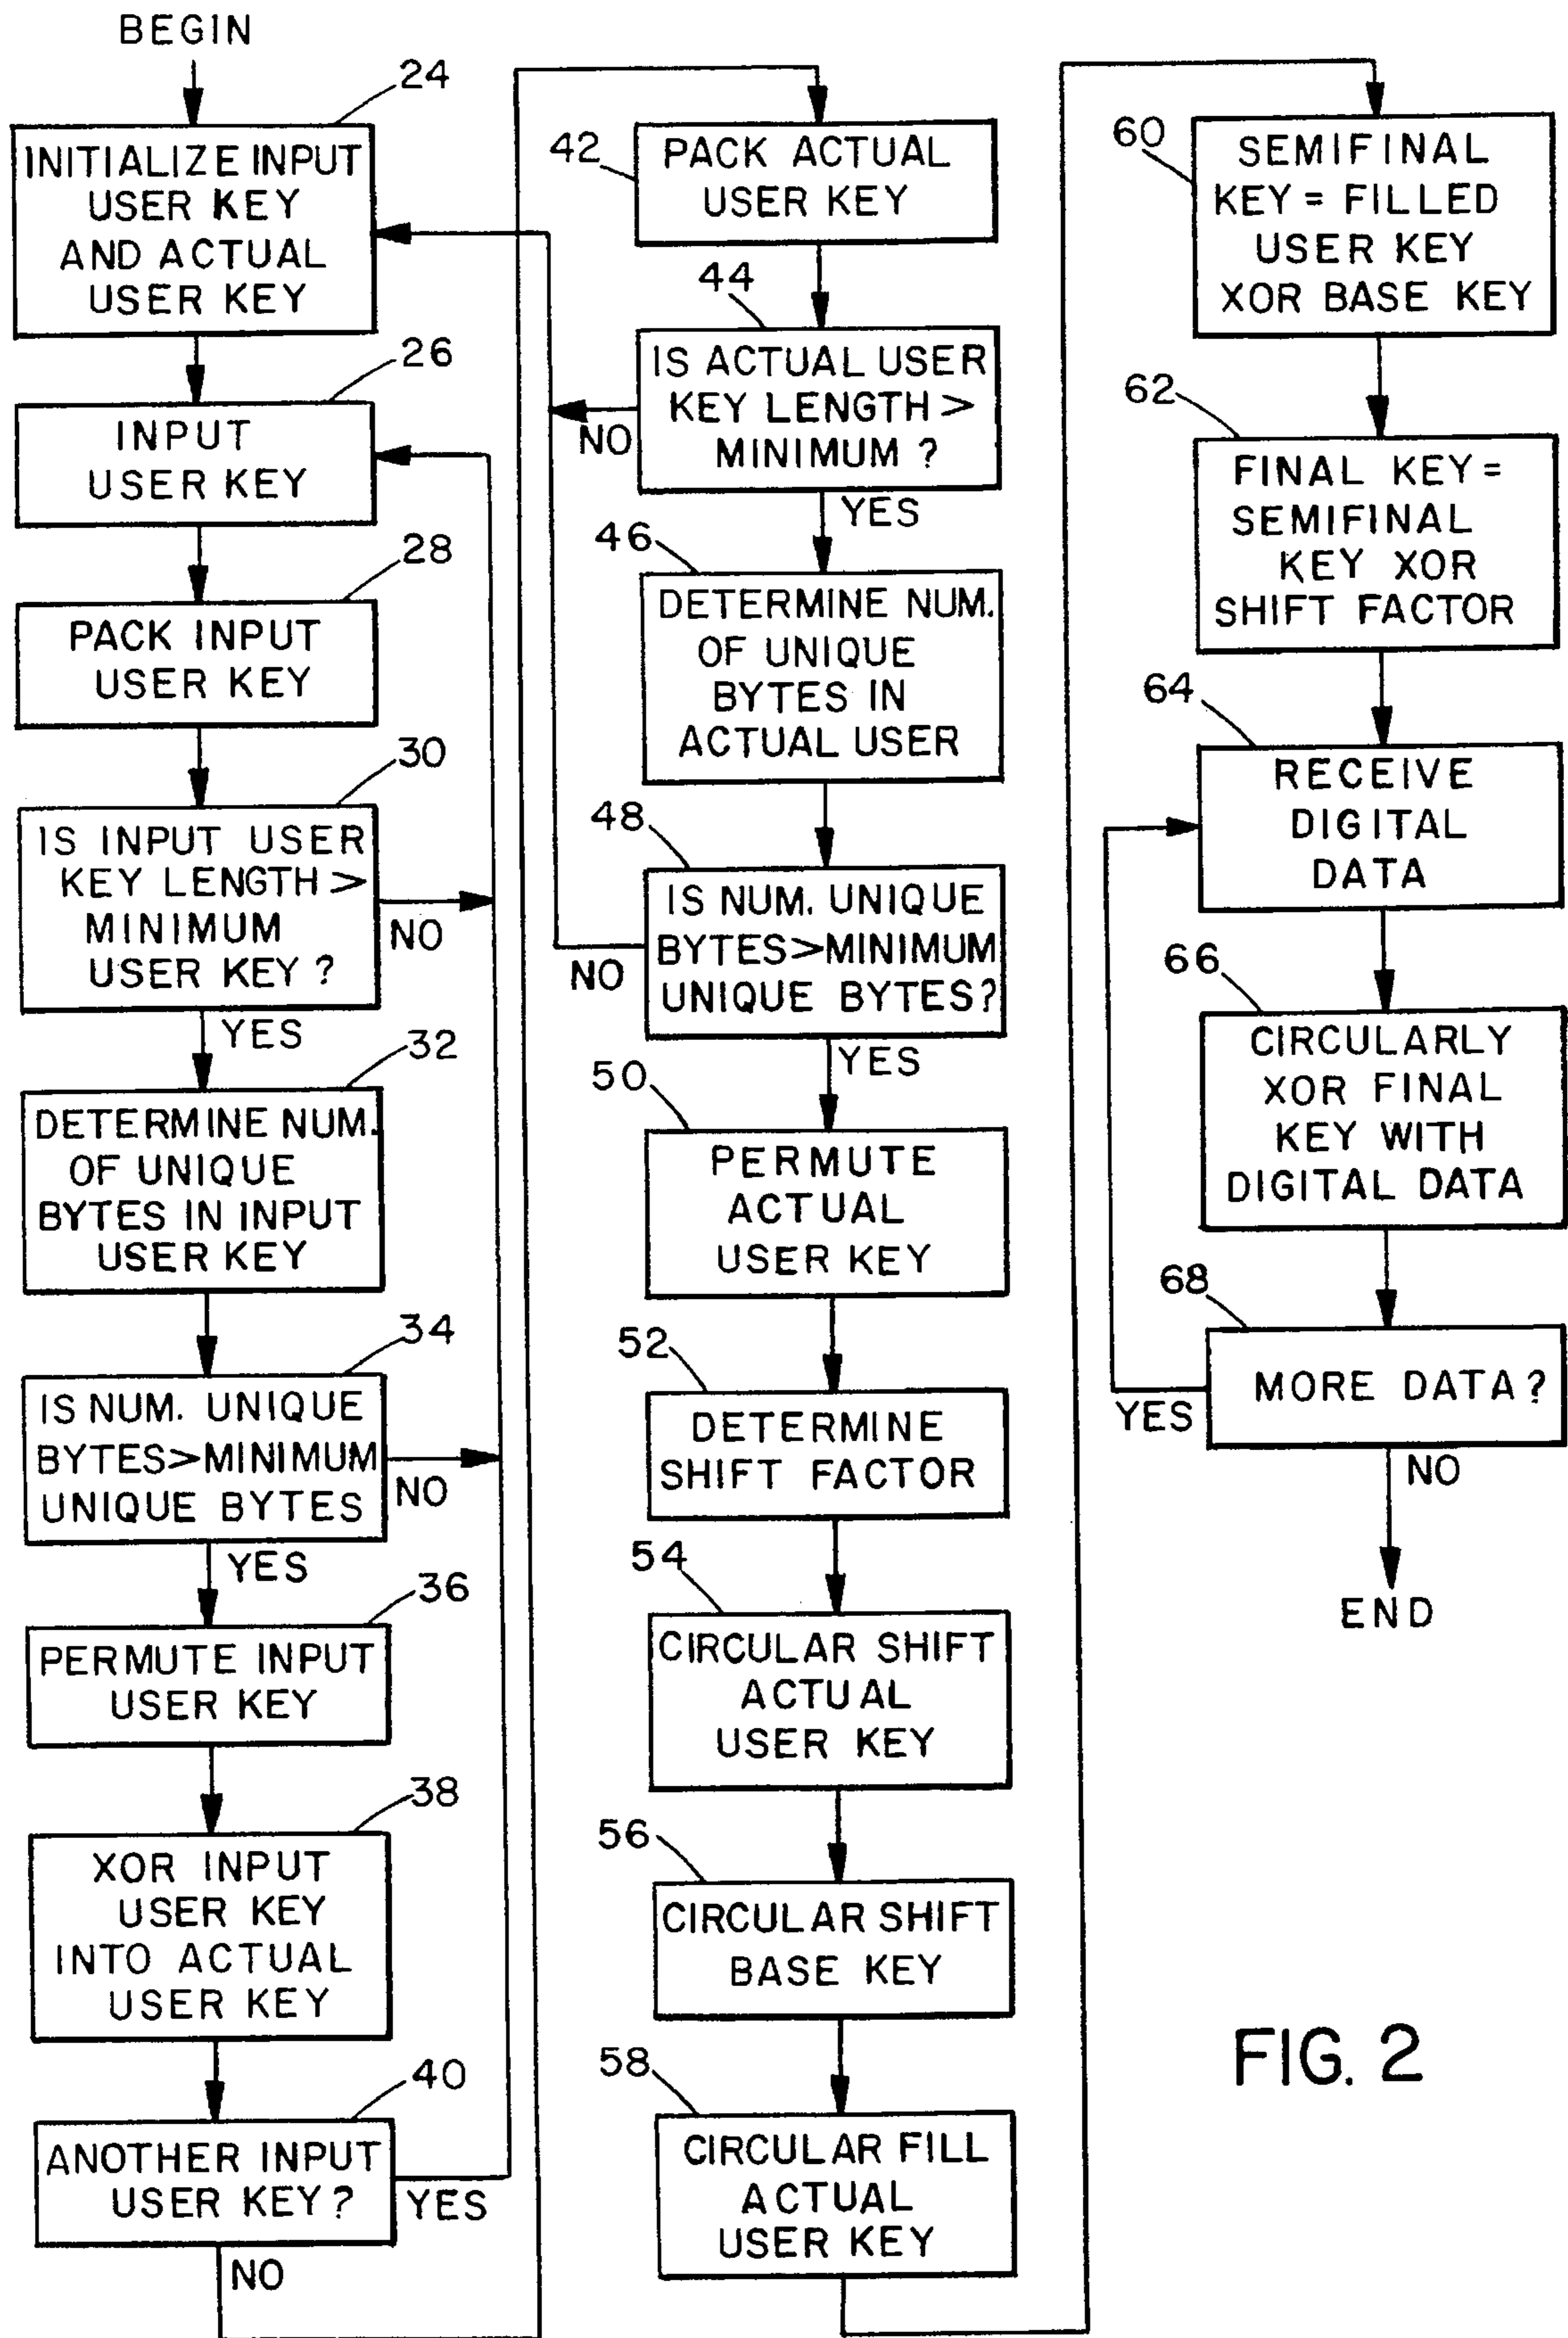 BEGIN
24
INITIALIZE INPUT
USER KEY
AND ACTUAL
USER KEY
26
INPUT
USER KEY
28
PACK INPUT
USER KEY
30
IS INPUT USER
KEY LENGTH >
MINIMUM
USER KEY ?
NO
YES
32
DETERMINE NUM.
OF UNIQUE
BYTES IN INPUT
USER KEY
34
IS NUM. UNIQUE
BYTES>MINIMUM
UNIQUE BYTES
NO
YES
36
PERMUTE INPUT
USER KEY
38
XOR INPUT
USER KEY
INTO ACTUAL
USER KEY
40
ANOTHER INPUT
USER KEY?
YES
NO
42
PACK ACTUAL
USER KEY
44
IS ACTUAL USER
KEY LENGTH >
MINIMUM ?
NO
YES
46
DETERMINE NUM.
OF UNIQUE
BYTES IN
ACTUAL USER
48
IS NUM. UNIQUE
BYTES>MINIMUM
UNIQUE BYTES?
NO
YES
50
PERMUTE
ACTUAL
USER KEY
52
DETERMINE
SHIFT FACTOR
54
CIRCULAR SHIFT
ACTUAL
USER KEY
56
CIRCULAR SHIFT
BASE KEY
58
CIRCULAR FILL
ACTUAL
USER KEY
60
SEMIFINAL
KEY = FILLED
USER KEY
XOR BASE KEY
62
FINAL KEY =
SEMIFINAL
KEY XOR
SHIFT FACTOR
64
RECEIVE
DIGITAL
DATA
66
CIRCULARLY
XOR FINAL
KEY WITH
DIGITAL DATA
68
MORE DATA?
YES
NO
END
FIG. 2